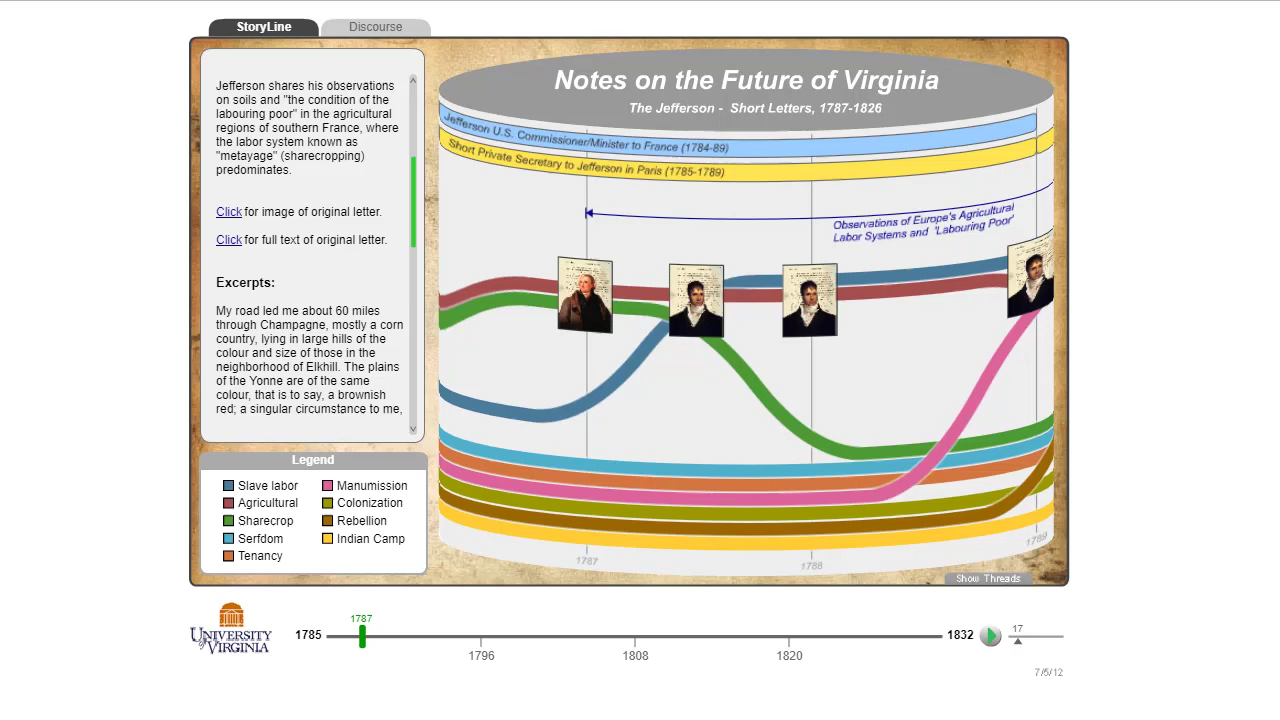 StoryLine
Discourse
Jefferson shares his observations
on soils and "the condition of the
labouring poor" in the agricultural
regions of southern France, where
the labor system known as
"metayage" (sharecropping)
predominates.
Click for image of original letter.
Click for full text of original letter.
Excerpts:
My road led me about 60 miles
through Champagne, mostly a corn
country, lying in large hills of the
colour and size of those in the
neighborhood of Elkhill. The plains
of the Yonne are of the same
colour, that is to say, a brownish
red; a singular circumstance to me,
Legend
Slave labor
Manumission
Agricultural
Colonization
Sharecrop
Rebellion
Serfdom
Indian Camp
Tenancy
Notes on the Future of Virginia
The Jefferson - Short Letters, 1787-1826
Jefferson U.S. Commissioner/Minister to France (1784-89)
Short Private Secretary to Jefferson in Paris (1785-1789)
Observations of Europe's Agricultural
Labor Systems and 'Labouring Poor'
1787
1788
1789
Show Threads
UNIVERSITY
of VIRGINIA
1785
1787
1796
1808
1820
1832
17
7/5/12